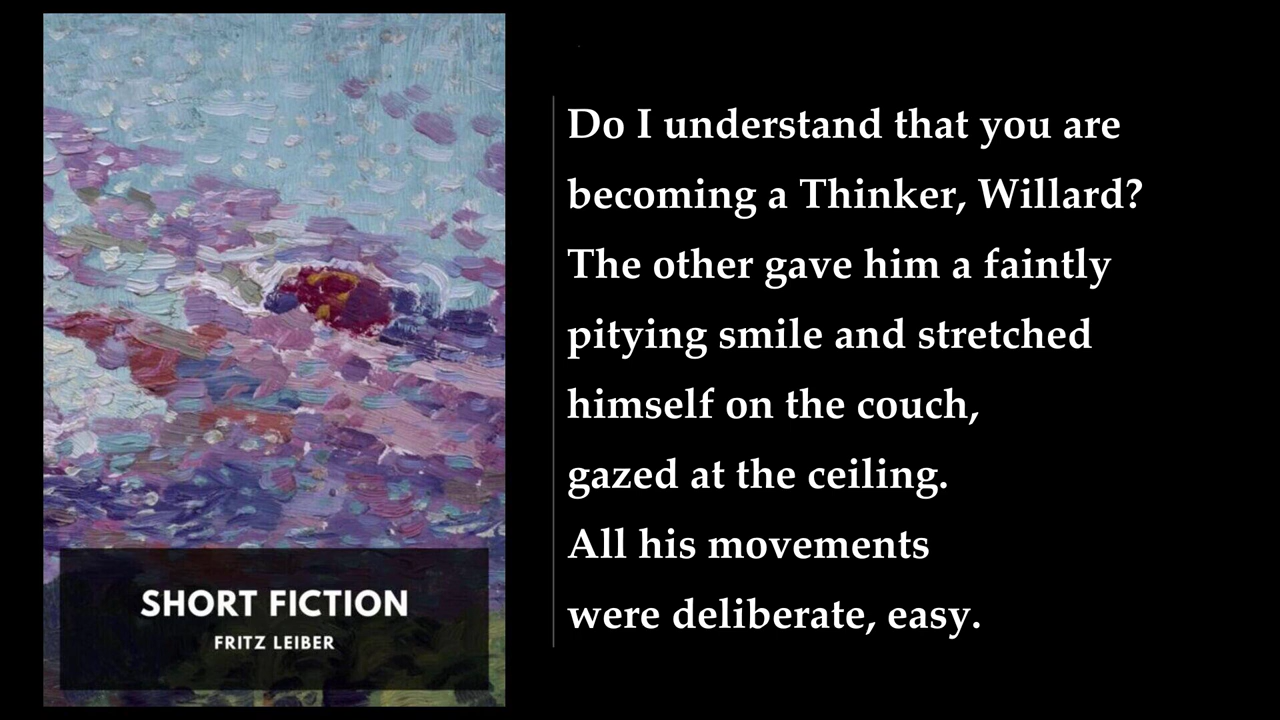 Do I understand that you are
becoming a Thinker, Willard?
The other gave him a faintly
pitying smile and stretched
himself on the couch,
gazed at the ceiling.
All his movements
were deliberate, easy.
SHORT FICTION
FRITZ LEIBER